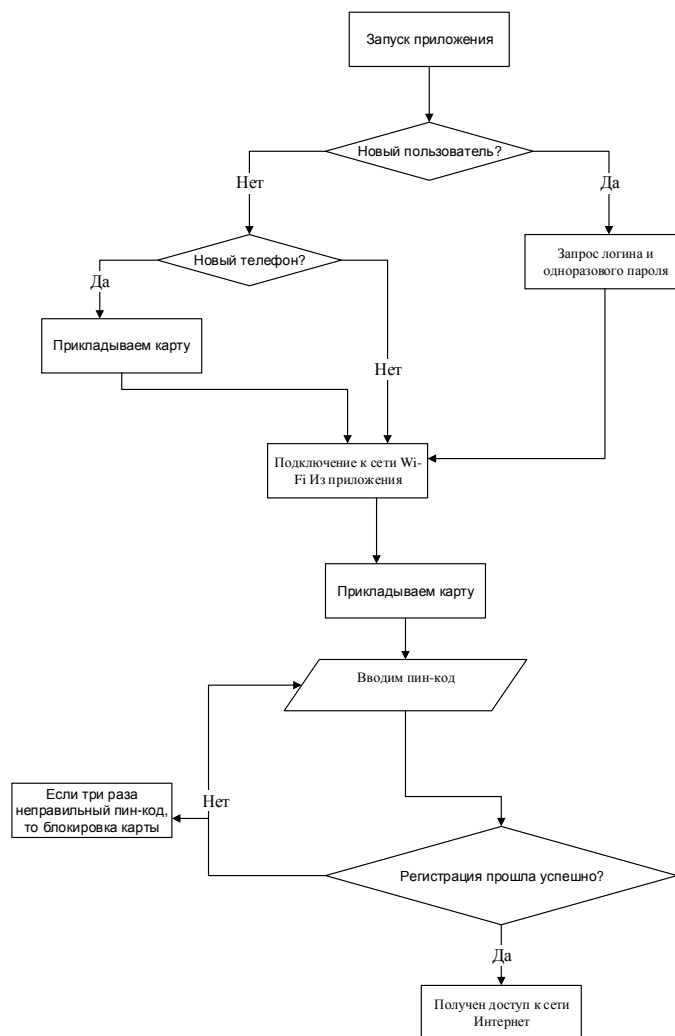 Запуск приложения
Новый пользователь?
Нет
Да
Новый телефон?
Запрос логина и
одноразового пароля
Да
Прикладываем карту
Нет
Подключение к сети Wi-
Fi Из приложения
Прикладываем карту
Вводим пин-код
Если три раза
неправильный пин-код,
то блокировка карты
Нет
Регистрация прошла успешно?
Да
Получен доступ к сети
Интернет